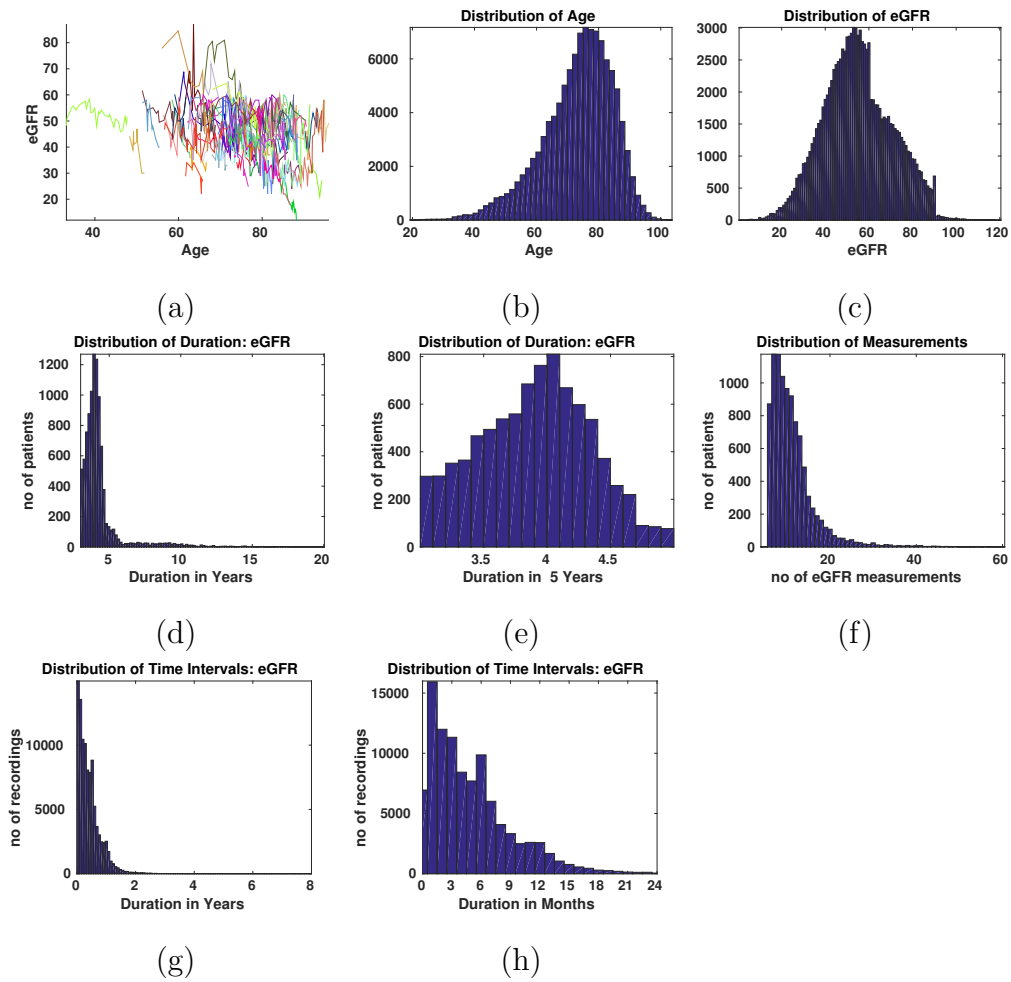 80
70
60
50
40
30
20
eGFR
40
60
80
Age
(a)
Distribution of Age
6000
4000
2000
0
20
40
60
80
100
Age
(b)
Distribution of eGFR
3000
2500
2000
1500
1000
500
0
0
20
40
60
80
100
120
eGFR
(c)
Distribution of Duration: eGFR
1200
1000
800
600
400
200
0
no of patients
5
10
15
20
Duration in Years
(d)
Distribution of Duration: eGFR
800
600
400
200
0
no of patients
3.5
4
4.5
Duration in 5 Years
(e)
Distribution of Measurements
1000
800
600
400
200
0
no of patients
20
40
60
no of eGFR measurements
(f)
Distribution of Time Intervals: eGFR
10000
5000
0
no of recordings
0
2
4
6
8
Duration in Years
(g)
Distribution of Time Intervals: eGFR
15000
10000
5000
0
no of recordings
0
3
6
9
12
15
18
21
24
Duration in Months
(h)